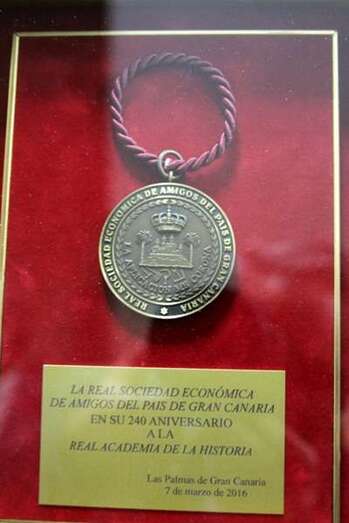 REAL SOCIEDAD ECONOMICA DE AMIGOS DEL PAIS DE GRAN CANARIA
LA REAL SOCIEDAD ECONÓMICA
DE AMIGOS DEL PAIS DE GRAN CANARIA
EN SU 240 ANIVERSARIO
A LA
REAL ACADEMIA DE LA HISTORIA
Las Palmas de Gran Canaria
7 de marzo de 2016